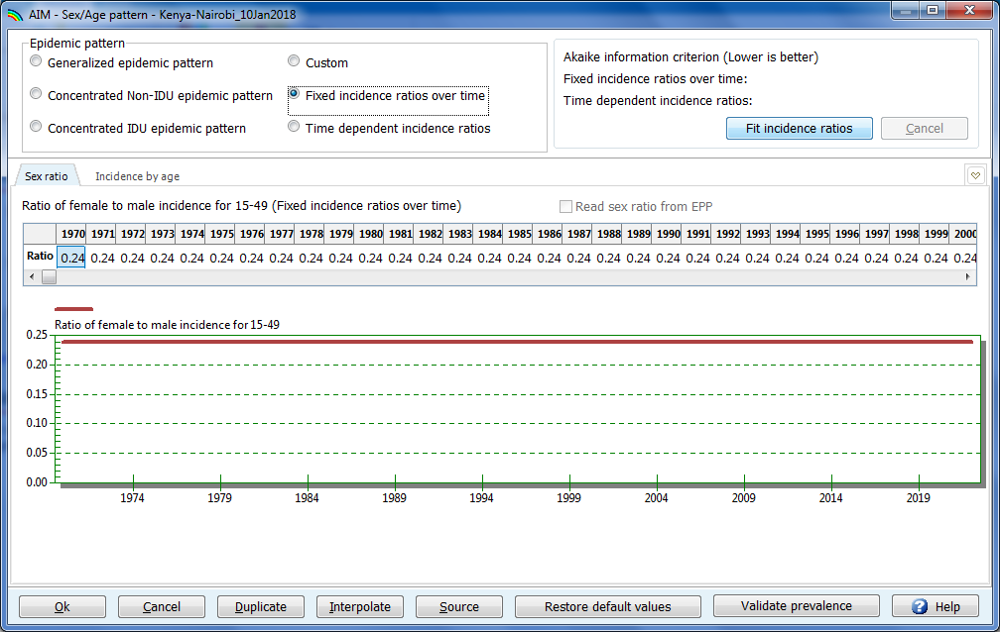 AIM - Sex/Age pattern - Kenya-Nairobi_10Jan2018
Epidemic pattern
Generalized epidemic pattern
Custom
Concentrated Non-IDU epidemic pattern
Fixed incidence ratios over time
Concentrated IDU epidemic pattern
Time dependent incidence ratios
Akaike information criterion (Lower is better)
Fixed incidence ratios over time:
Time dependent incidence ratios:
Fit incidence ratios Cancel
Sex ratio Incidence by age
Ratio of female to male incidence for 15-49 (Fixed incidence ratios over time) Read sex ratio from EPP
1970 1971 1972 1973 1974 1975 1976 1977 1978 1979 1980 1981 1982 1983 1984 1985 1986 1987 1988 1989 1990 1991 1992 1993 1994 1995 1996 1997 1998 1999 2000
Ratio 0.24 0.24 0.24 0.24 0.24 0.24 0.24 0.24 0.24 0.24 0.24 0.24 0.24 0.24 0.24 0.24 0.24 0.24 0.24 0.24 0.24 0.24 0.24 0.24 0.24 0.24 0.24 0.24 0.24 0.24 0.24
Ratio of female to male incidence for 15-49
0.25
0.20
0.15
0.10
0.05
0.00
1974 1979 1984 1989 1994 1999 2004 2009 2014 2019
Ok Cancel Duplicate Interpolate Source Restore default values Validate prevalence ? Help